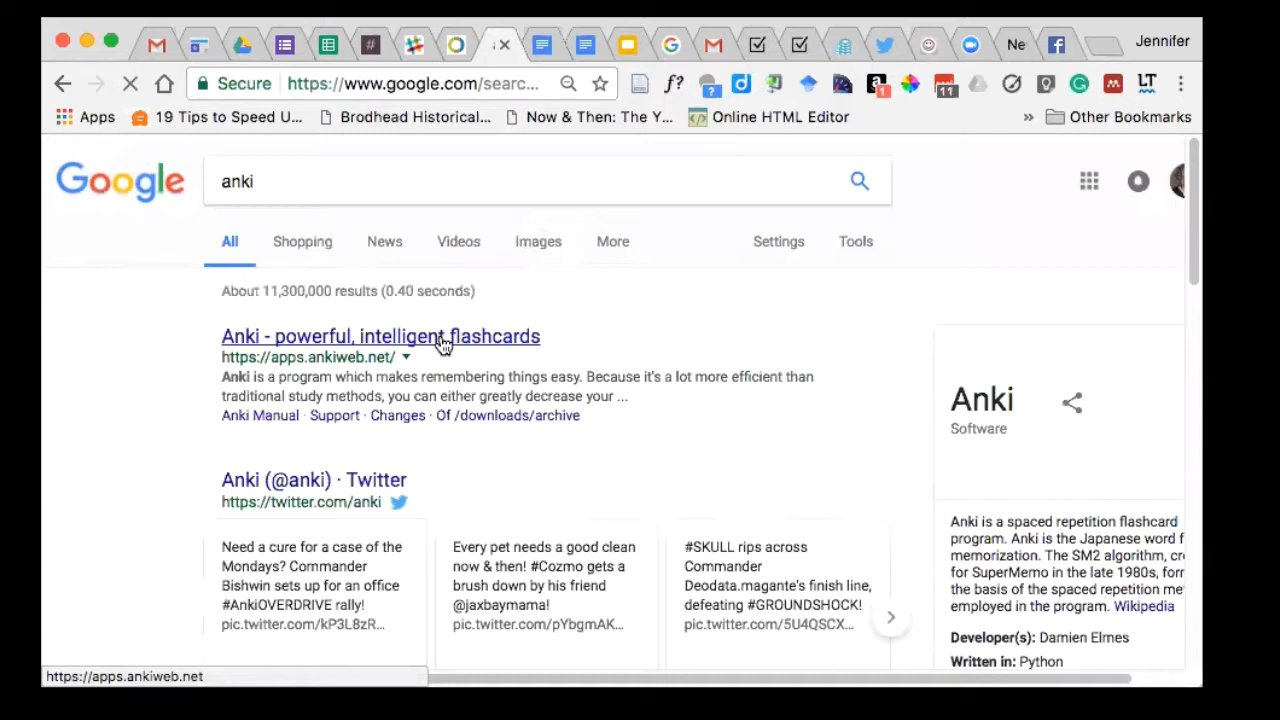 Ne
Jennifer
Secure https://www.google.com/searc...
f?
?
d
a
1
11
LT
Apps 19 Tips to Speed U... Brodhead Historical... Now & Then: The Y... Online HTML Editor » Other Bookmarks
Google
anki
All Shopping News Videos Images More Settings Tools
About 11,300,000 results (0.40 seconds)
Anki - powerful, intelligent flashcards
https://apps.ankiweb.net/
Anki is a program which makes remembering things easy. Because it's a lot more efficient than
traditional study methods, you can either greatly decrease your ...
Anki Manual · Support · Changes · Of /downloads/archive
Anki (@anki) · Twitter
https://twitter.com/anki
Need a cure for a case of the
Mondays? Commander
Bishwin sets up for an office
#AnkiOVERDRIVE rally!
pic.twitter.com/kP3L8zR...
Every pet needs a good clean
now & then! #Cozmo gets a
brush down by his friend
@jaxbaymama!
pic.twitter.com/pYbgmAK...
#SKULL rips across
Commander
Deodata.magante's finish line,
defeating #GROUNDSHOCK!
pic.twitter.com/5U4QSCX...
Anki
Software
Anki is a spaced repetition flashcard
program. Anki is the Japanese word f
memorization. The SM2 algorithm, cr
for SuperMemo in the late 1980s, for
the basis of the spaced repetition me
employed in the program. Wikipedia
Developer(s): Damien Elmes
Written in: Python
https://apps.ankiweb.net